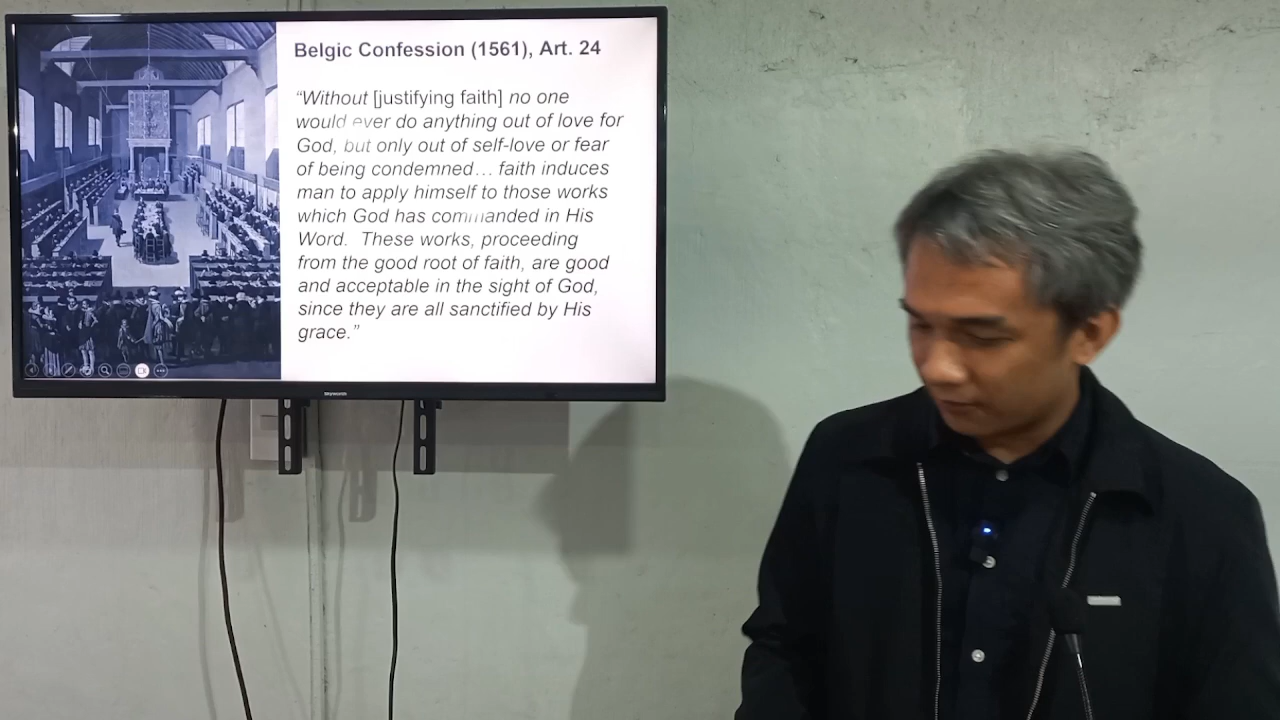 Belgic Confession (1561), Art. 24
“Without [justifying faith] no one
would ever do anything out of love for
God, but only out of self-love or fear
of being condemned… faith induces
man to apply himself to those works
which God has commanded in His
Word. These works, proceeding
from the good root of faith, are good
and acceptable in the sight of God,
since they are all sanctified by His
grace.”
Skyworth